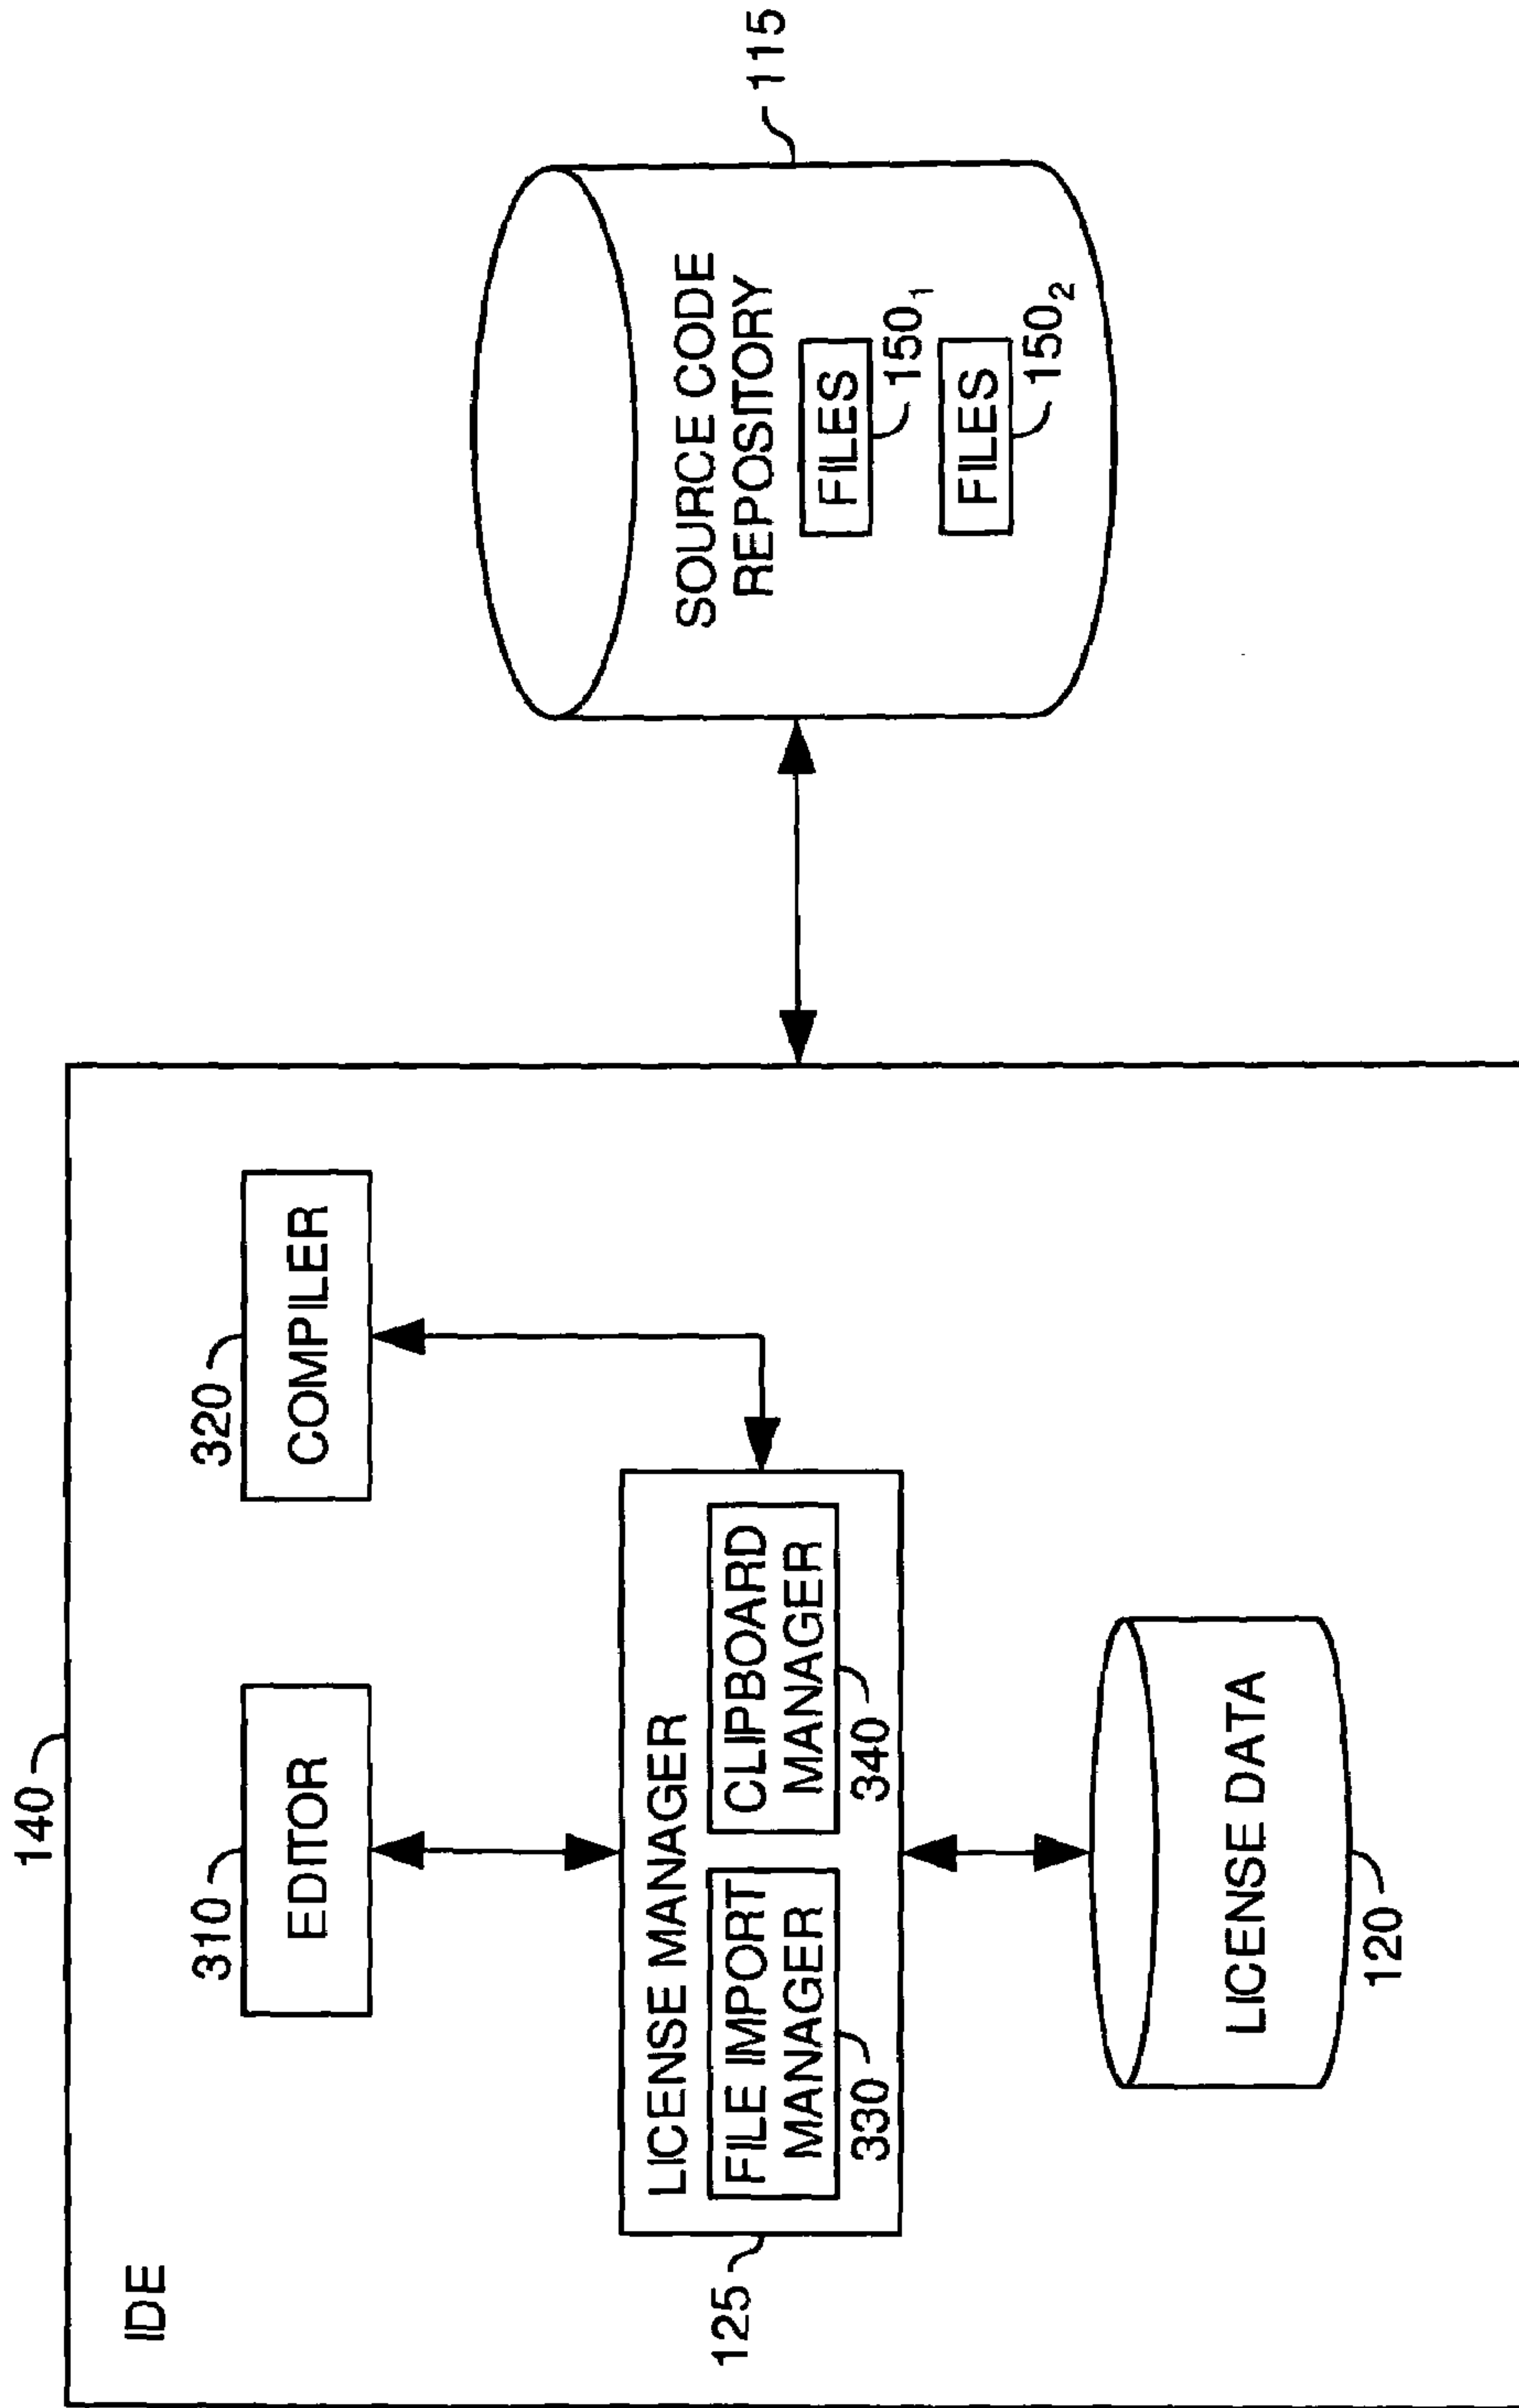 140
IDE
310
EDITOR
320
COMPILER
125
LICENSE MANAGER
FILE IMPORT
MANAGER
330
CLIPBOARD
MANAGER
340
LICENSE DATA
120
115
SOURCE CODE
REPOSITORY
FILES
150₁
FILES
150₂